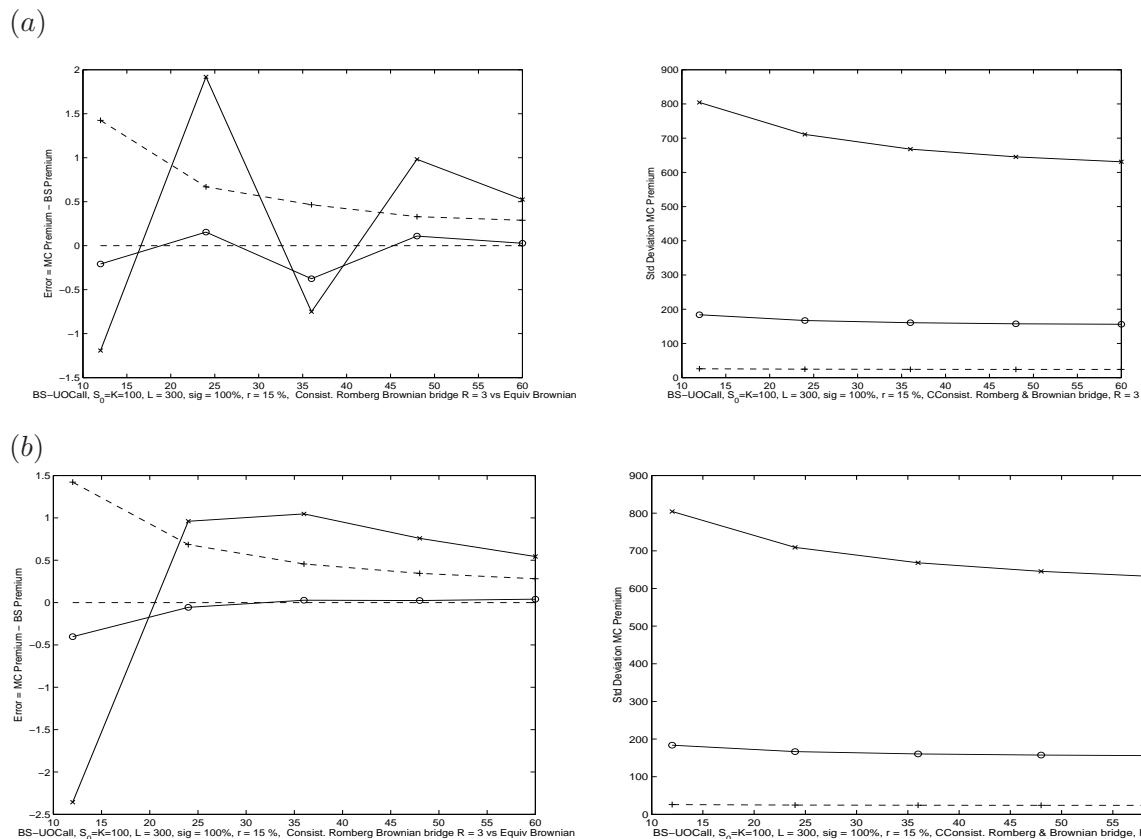 (a)
2
1.5
1
0.5
0
−0.5
−1
−1.5
10 15 20 25 30 35 40 45 50 55 60
Error = MC Premium − BS Premium
BS−UOCall, S_o=K=100, L = 300, sig = 100%, r = 15 %, Consist. Romberg Brownian bridge R = 3 vs Equiv Brownian
900
800
700
600
500
400
300
200
100
0
10 15 20 25 30 35 40 45 50 55 60
Std Deviation MC Premium
BS−UOCall, S_0=K=100, L = 300, sig = 100%, r = 15 %, CConsist. Romberg & Brownian bridge, R = 3
(b)
1.5
1
0.5
0
−0.5
−1
−1.5
−2
−2.5
10 15 20 25 30 35 40 45 50 55 60
Error = MC Premium − BS Premium
BS−UOCall, S_o=K=100, L = 300, sig = 100%, r = 15 %, Consist. Romberg Brownian bridge R = 3 vs Equiv Brownian
900
800
700
600
500
400
300
200
100
0
10 15 20 25 30 35 40 45 50 55
Std Deviation MC Premium
BS−UOCall, S_0=K=100, L = 300, sig = 100%, r = 15 %, CConsist. Romberg & Brownian bridge,